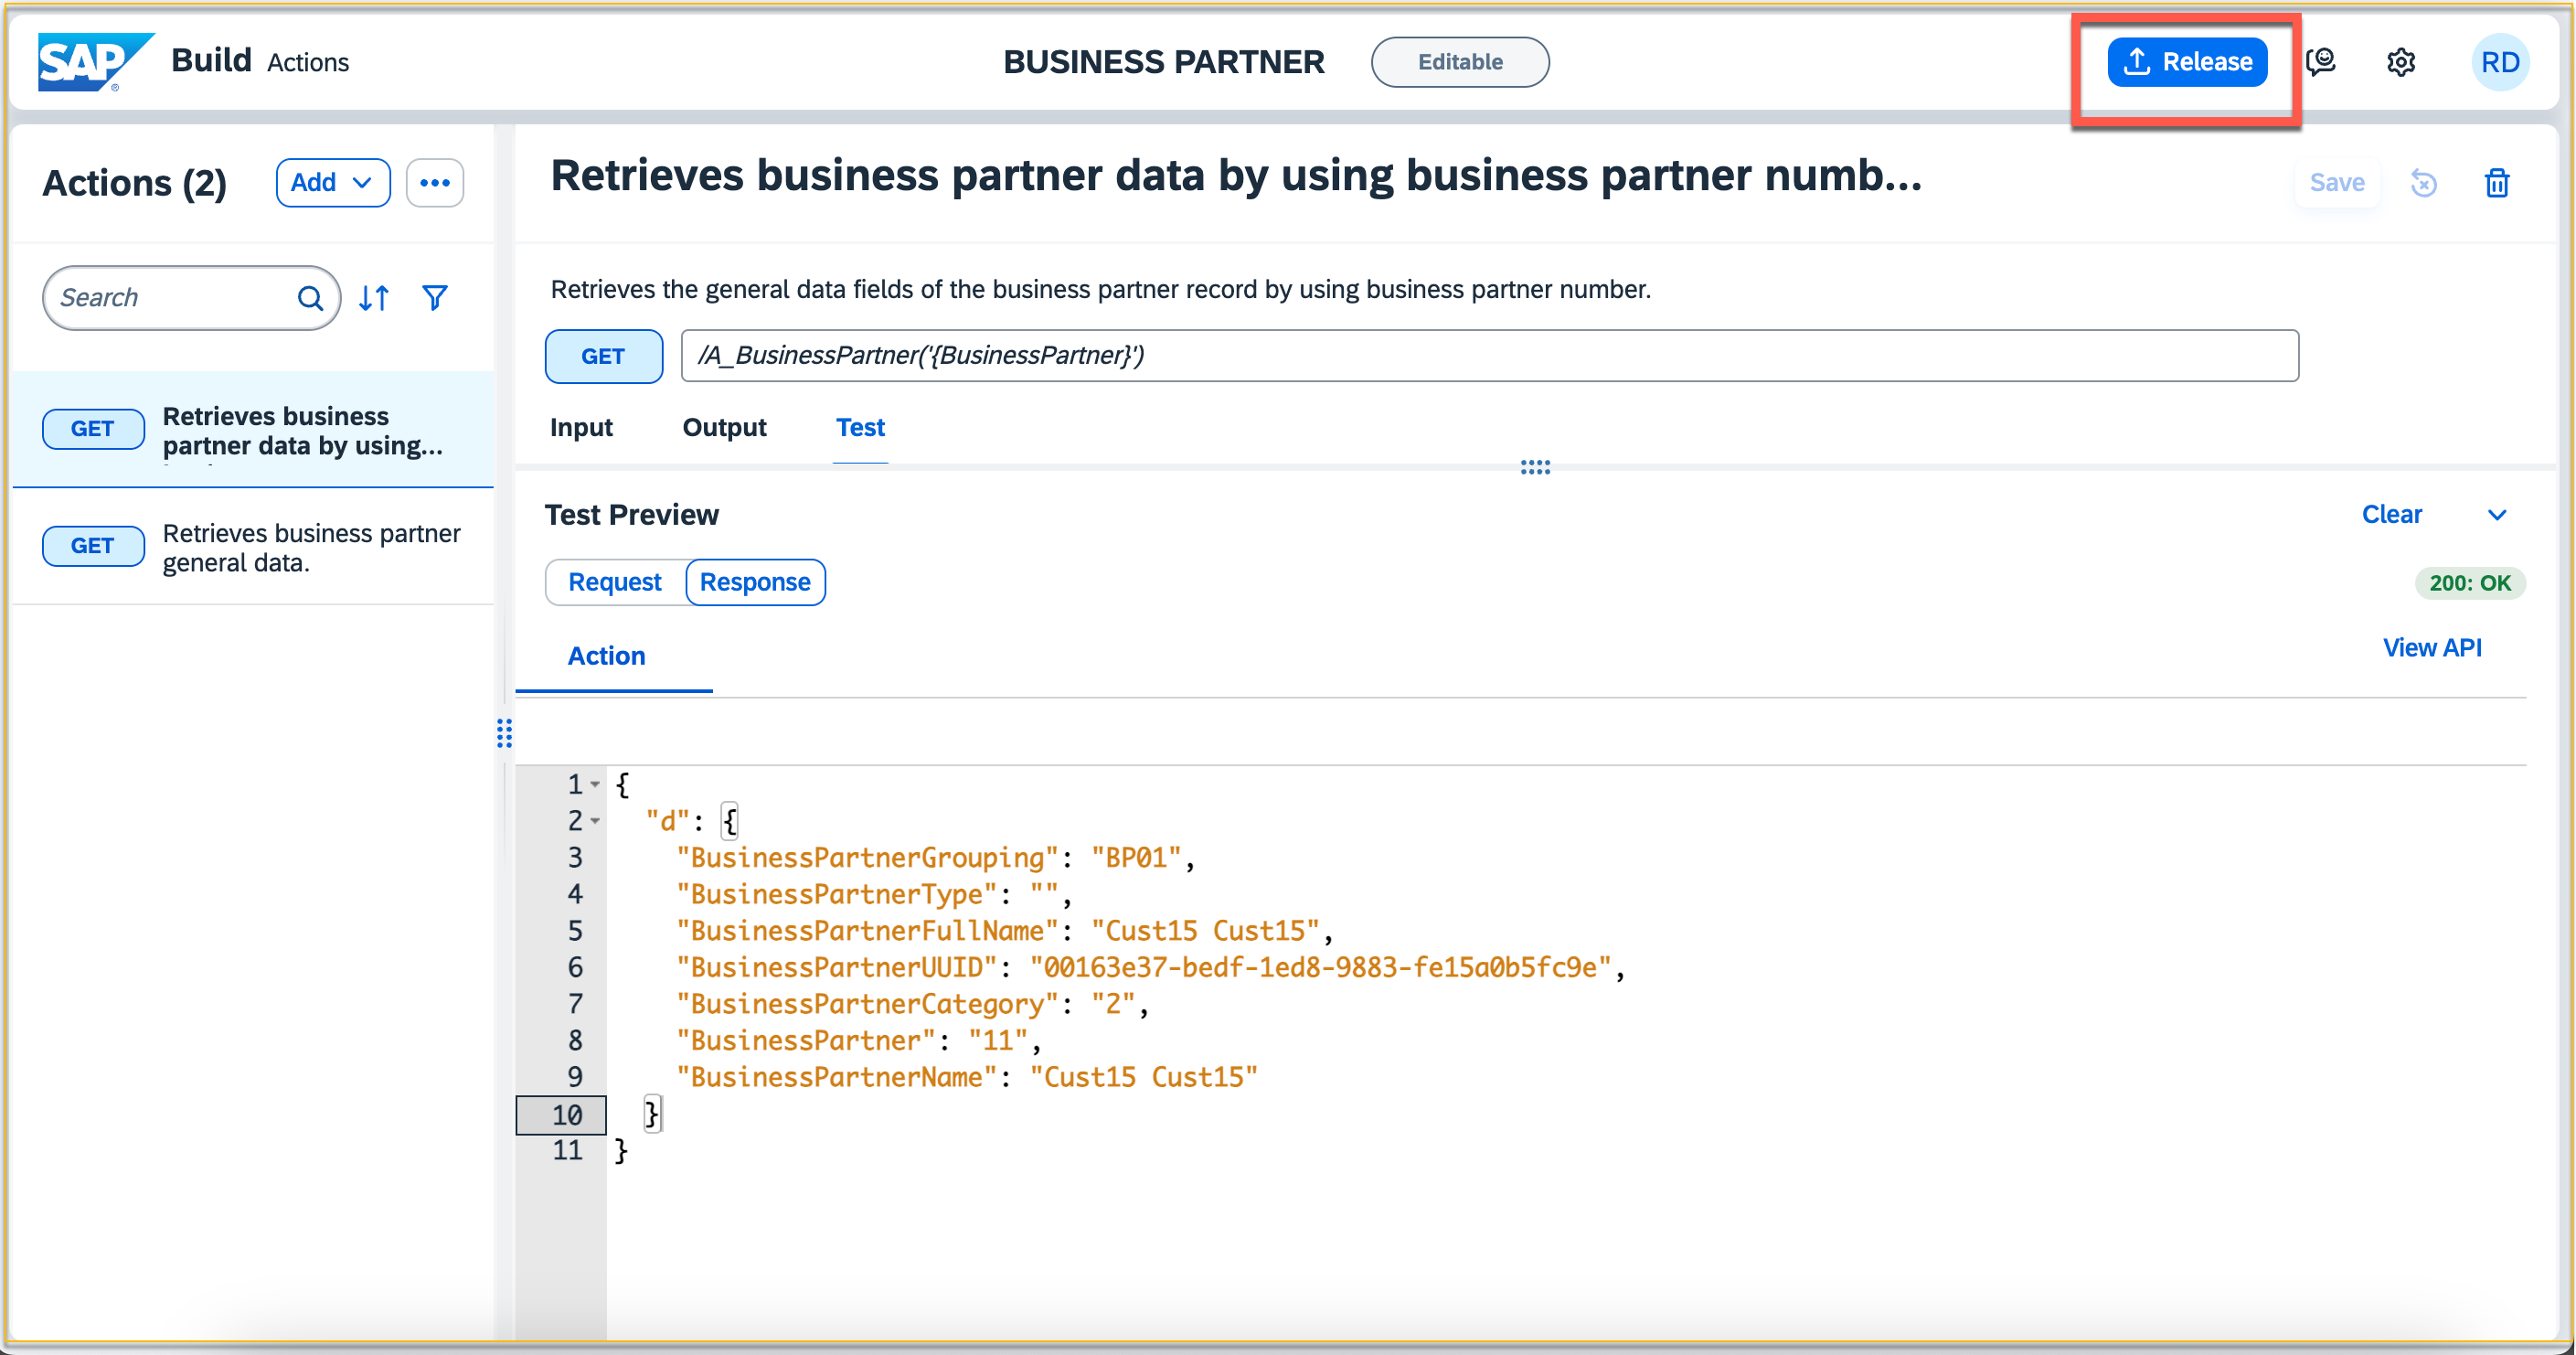 SAP
Build Actions
BUSINESS PARTNER
Editable
Release
RD
Actions (2)
Add
Search
GET
Retrieves business
partner data by using...
GET
Retrieves business partner
general data.
Retrieves business partner data by using business partner numb...
Save
Retrieves the general data fields of the business partner record by using business partner number.
GET
/A_BusinessPartner('{BusinessPartner}')
Input Output Test
Test Preview
Clear
Request Response
200: OK
Action
View API
1 {
2 "d": {
3 "BusinessPartnerGrouping": "BP01",
4 "BusinessPartnerType": "",
5 "BusinessPartnerFullName": "Cust15 Cust15",
6 "BusinessPartnerUUID": "00163e37-bedf-1ed8-9883-fe15a0b5fc9e",
7 "BusinessPartnerCategory": "2",
8 "BusinessPartner": "11",
9 "BusinessPartnerName": "Cust15 Cust15"
10 }
11 }